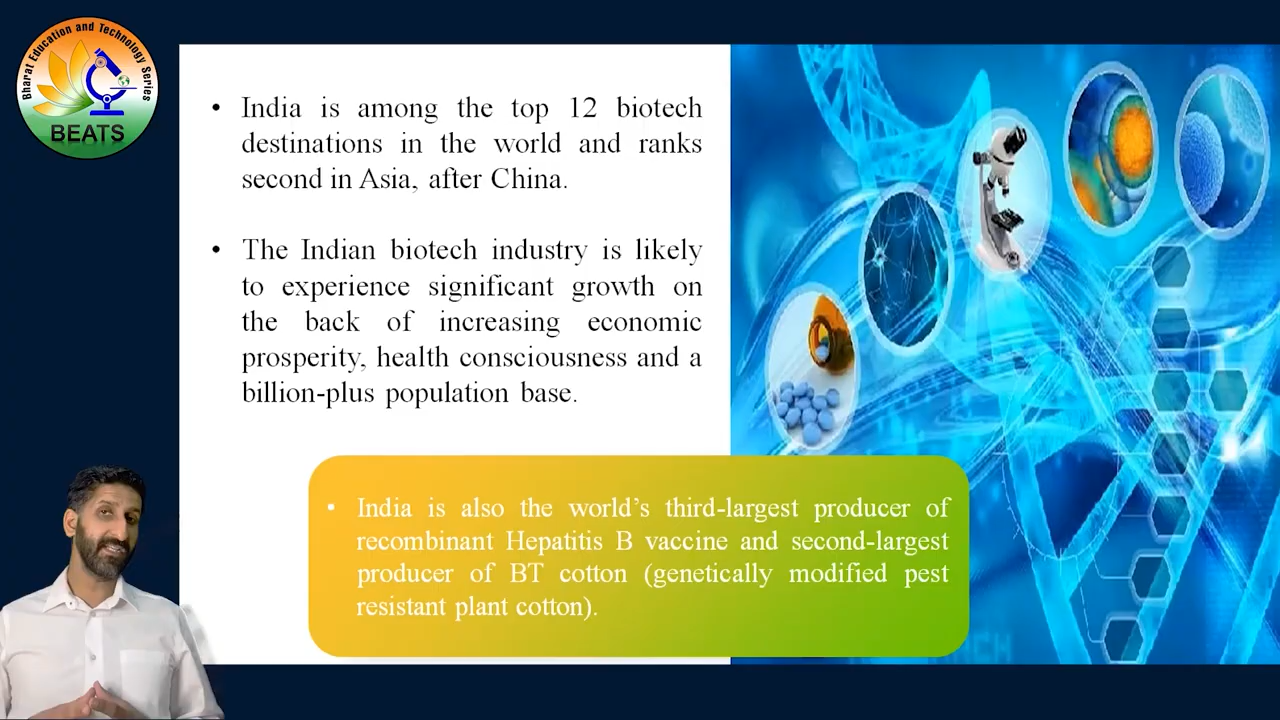 Bharat Education and Technology Series
BEATS
• India is among the top 12 biotech
destinations in the world and ranks
second in Asia, after China.
• The Indian biotech industry is likely
to experience significant growth on
the back of increasing economic
prosperity, health consciousness and a
billion-plus population base.
• India is also the world’s third-largest producer of
recombinant Hepatitis B vaccine and second-largest
producer of BT cotton (genetically modified pest
resistant plant cotton).